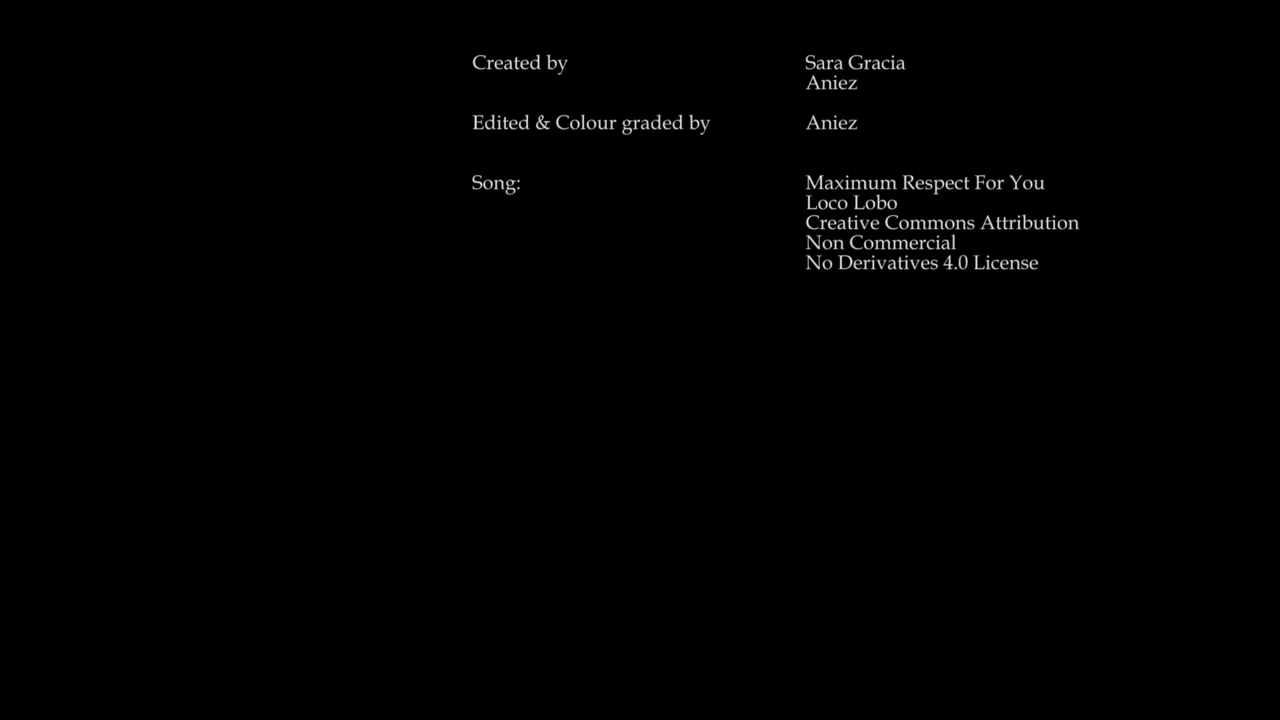 Created by Sara Gracia
Aniez
Edited & Colour graded by Aniez
Song: Maximum Respect For You
Loco Lobo
Creative Commons Attribution
Non Commercial
No Derivatives 4.0 License